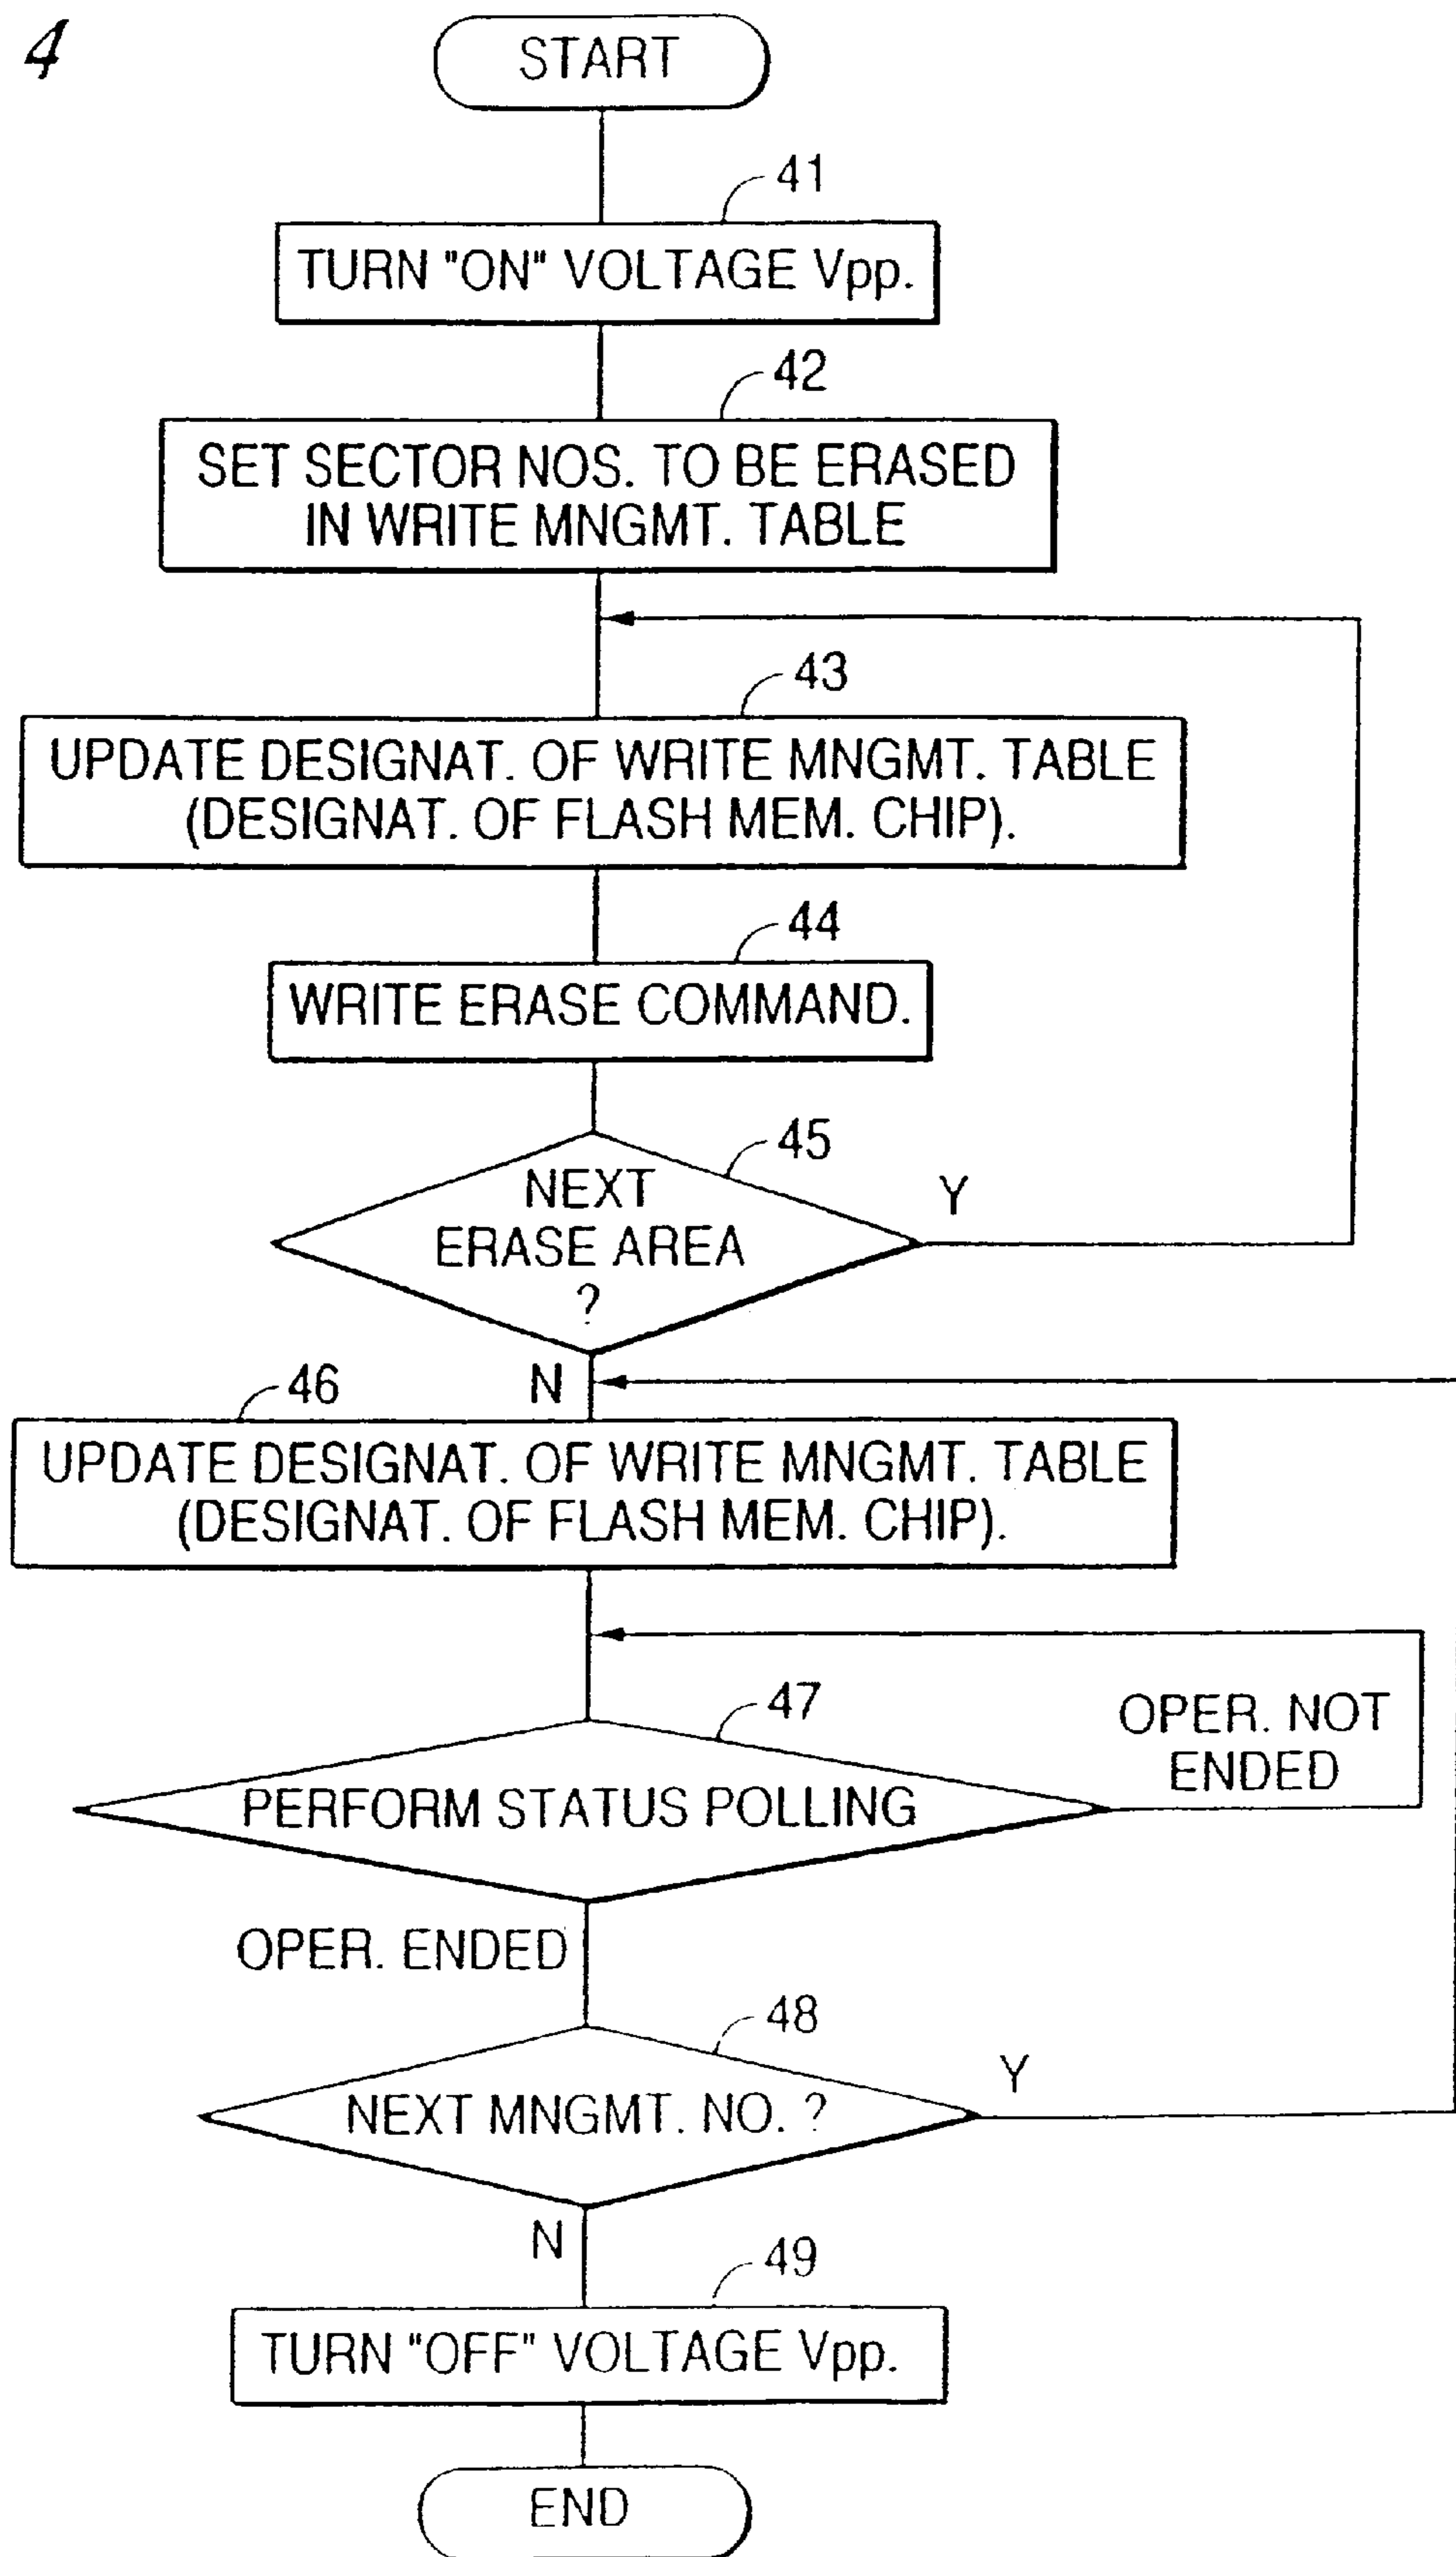 4
START
41
TURN "ON" VOLTAGE Vpp.
42
SET SECTOR NOS. TO BE ERASED
IN WRITE MNGMT. TABLE
43
UPDATE DESIGNAT. OF WRITE MNGMT. TABLE
(DESIGNAT. OF FLASH MEM. CHIP).
44
WRITE ERASE COMMAND.
45
NEXT
ERASE AREA
?
Y
N
46
UPDATE DESIGNAT. OF WRITE MNGMT. TABLE
(DESIGNAT. OF FLASH MEM. CHIP).
47
OPER. NOT
ENDED
PERFORM STATUS POLLING
OPER. ENDED
48
NEXT MNGMT. NO. ?
Y
N
49
TURN "OFF" VOLTAGE Vpp.
END